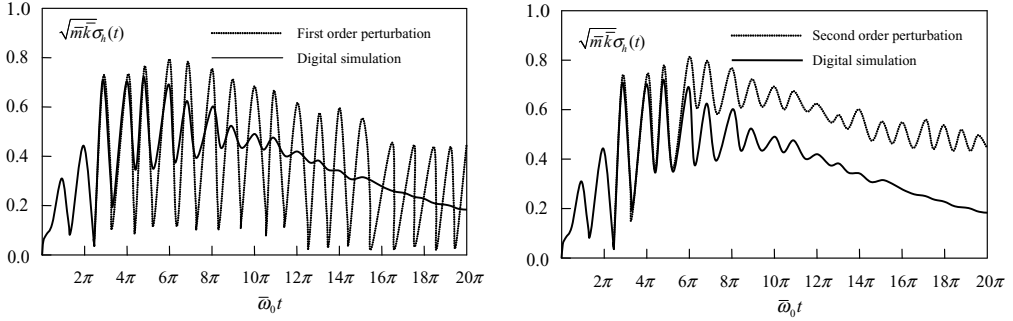 1.0
0.8
0.6
0.4
0.2
0.0
√m̄k̄ σₕ(t)
First order perturbation
Digital simulation
2π 4π 6π 8π 10π 12π 14π 16π 18π 20π
ω̄₀t
1.0
0.8
0.6
0.4
0.2
0.0
√m̄k̄ σₕ(t)
Second order perturbation
Digital simulation
2π 4π 6π 8π 10π 12π 14π 16π 18π 20π
ω̄₀t